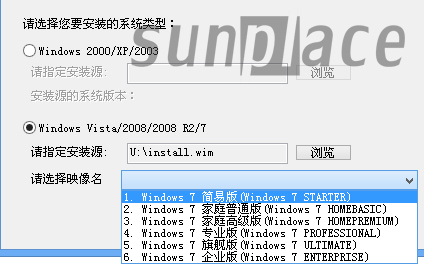 请选择您要安装的系统类型：
sunplace
Windows 2000/XP/2003
请指定安装源: 浏览
安装源的系统版本:
Windows Vista/2008/2008 R2/7
请指定安装源: U:\install.wim 浏览
请选择映像名
1. Windows 7 简易版(Windows 7 STARTER)
2. Windows 7 家庭普通版(Windows 7 HOMEBASIC)
3. Windows 7 家庭高级版(Windows 7 HOMEPREMIUM)
4. Windows 7 专业版(Windows 7 PROFESSIONAL)
5. Windows 7 旗舰版(Windows 7 ULTIMATE)
6. Windows 7 企业版(Windows 7 ENTERPRISE)